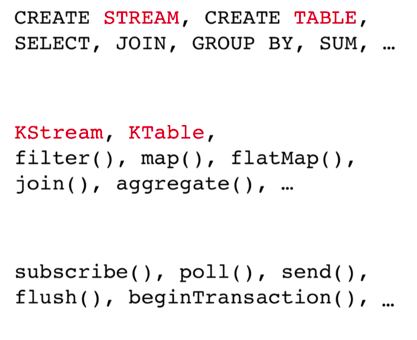 CREATE STREAM, CREATE TABLE,
SELECT, JOIN, GROUP BY, SUM, …
KStream, KTable,
filter(), map(), flatMap(),
join(), aggregate(), …
subscribe(), poll(), send(),
flush(), beginTransaction(), …